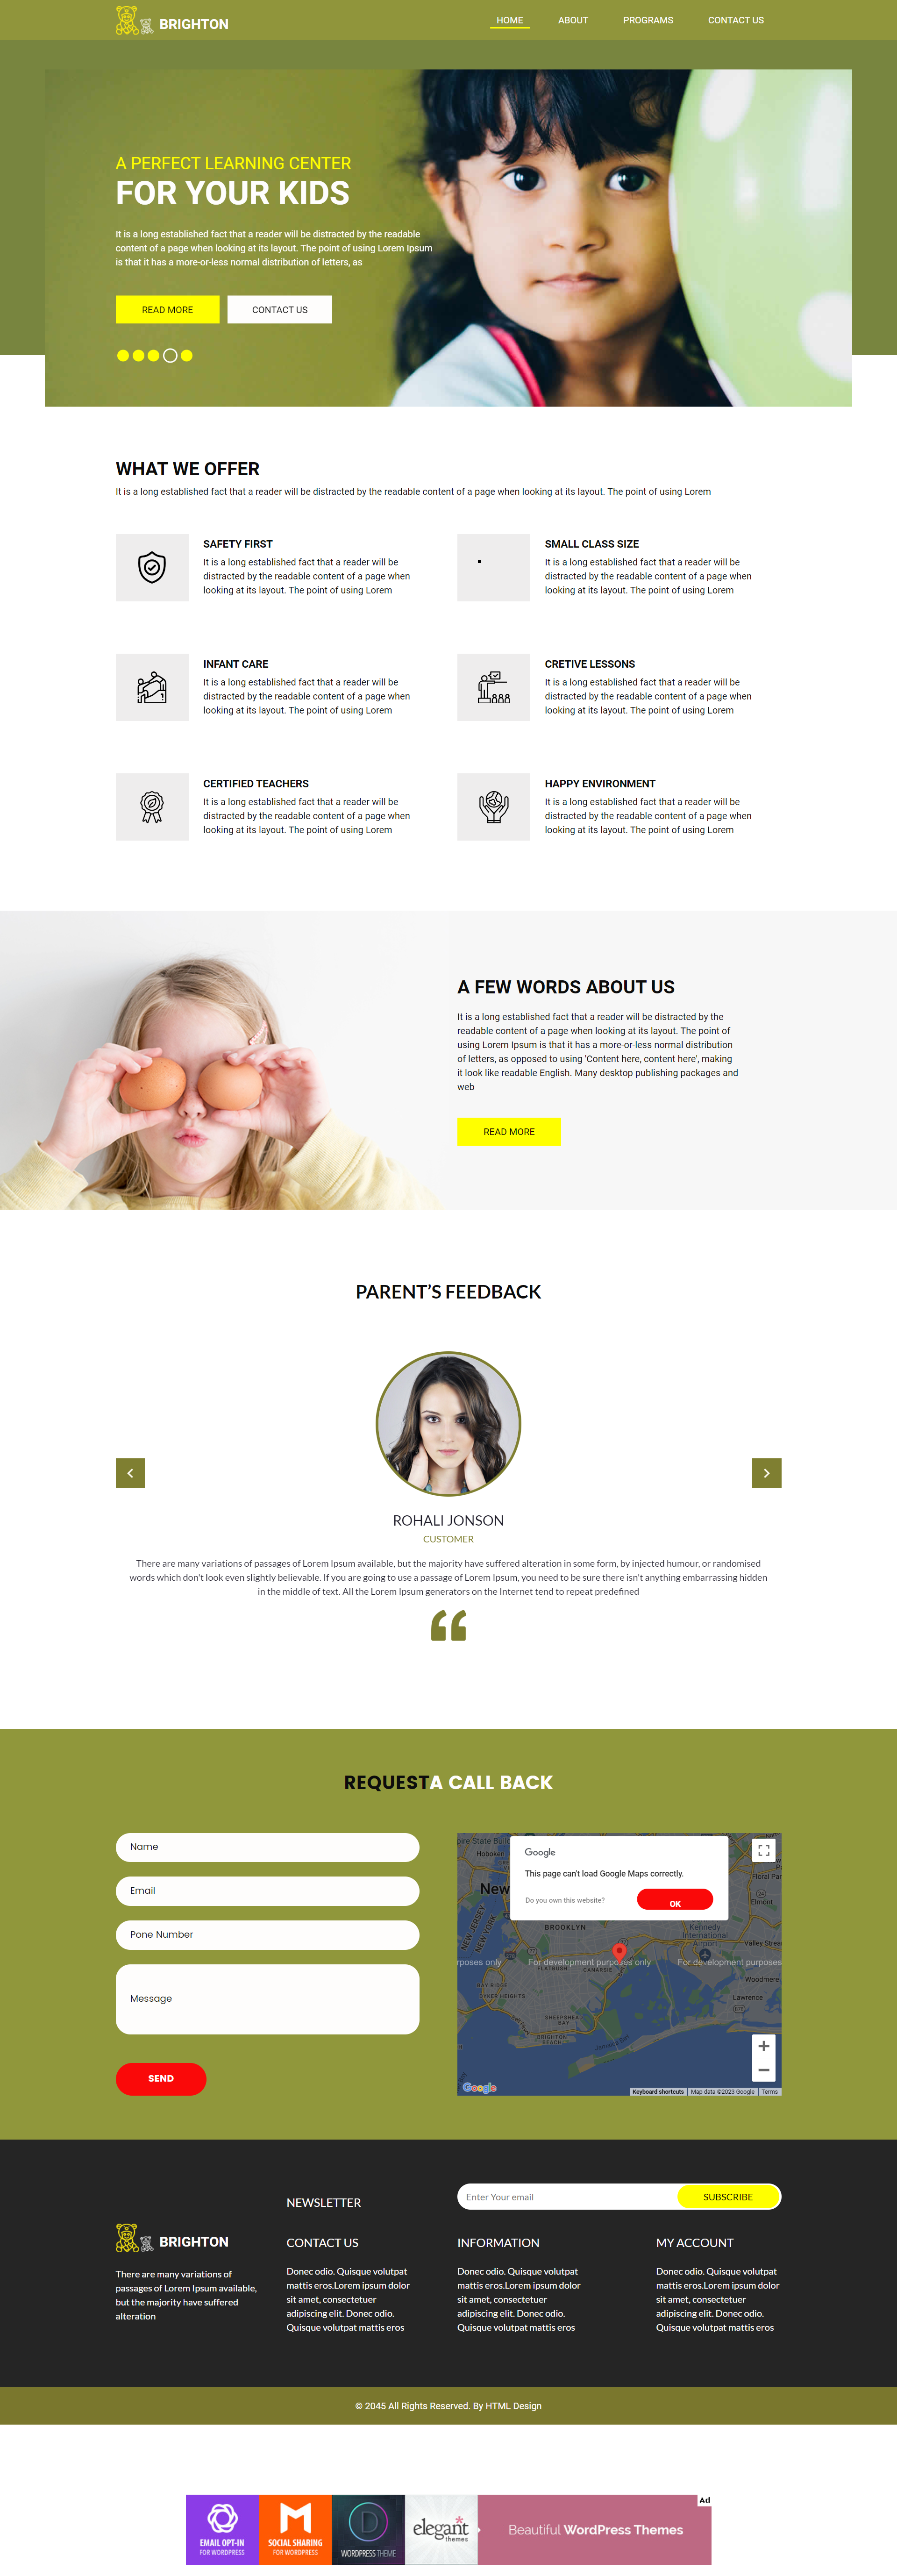 BRIGHTON
HOME
ABOUT
PROGRAMS
CONTACT US
A PERFECT LEARNING CENTER
FOR YOUR KIDS
It is a long established fact that a reader will be distracted by the readable
content of a page when looking at its layout. The point of using Lorem Ipsum
is that it has a more-or-less normal distribution of letters, as
READ MORE
CONTACT US
WHAT WE OFFER
It is a long established fact that a reader will be distracted by the readable content of a page when looking at its layout. The point of using Lorem
SAFETY FIRST
It is a long established fact that a reader will be
distracted by the readable content of a page when
looking at its layout. The point of using Lorem
SMALL CLASS SIZE
It is a long established fact that a reader will be
distracted by the readable content of a page when
looking at its layout. The point of using Lorem
INFANT CARE
It is a long established fact that a reader will be
distracted by the readable content of a page when
looking at its layout. The point of using Lorem
CRETIVE LESSONS
It is a long established fact that a reader will be
distracted by the readable content of a page when
looking at its layout. The point of using Lorem
CERTIFIED TEACHERS
It is a long established fact that a reader will be
distracted by the readable content of a page when
looking at its layout. The point of using Lorem
HAPPY ENVIRONMENT
It is a long established fact that a reader will be
distracted by the readable content of a page when
looking at its layout. The point of using Lorem
A FEW WORDS ABOUT US
It is a long established fact that a reader will be distracted by the
readable content of a page when looking at its layout. The point of
using Lorem Ipsum is that it has a more-or-less normal distribution
of letters, as opposed to using 'Content here, content here', making
it look like readable English. Many desktop publishing packages and
web
READ MORE
PARENT'S FEEDBACK
ROHALI JONSON
CUSTOMER
There are many variations of passages of Lorem Ipsum available, but the majority have suffered alteration in some form, by injected humour, or randomised
words which don't look even slightly believable. If you are going to use a passage of Lorem Ipsum, you need to be sure there isn't anything embarrassing hidden
in the middle of text. All the Lorem Ipsum generators on the Internet tend to repeat predefined
REQUESTA CALL BACK
Name
Email
Pone Number
Message
SEND
Hoboken
New
Google
This page can't load Google Maps correctly.
Do you own this website?
OK
Floral Par
Elmont
NEW JERSEY
NEW YORK
BROOKLYN
Kennedy
International
Airport
Valley Strea
rposes only
For development purposes only
For development purposes
FLATBUSH
CANARSIE
Woodmere
BAY RIDGE
DYKER HEIGHTS
Lawrence
SHEEPSHEAD
BAY
BRIGHTON
BEACH
878
Google
Keyboard shortcuts
Map data ©2023 Google
Terms
NEWSLETTER
Enter Your email
SUBSCRIBE
BRIGHTON
There are many variations of
passages of Lorem Ipsum available,
but the majority have suffered
alteration
CONTACT US
Donec odio. Quisque volutpat
mattis eros.Lorem ipsum dolor
sit amet, consectetuer
adipiscing elit. Donec odio.
Quisque volutpat mattis eros
INFORMATION
Donec odio. Quisque volutpat
mattis eros.Lorem ipsum dolor
sit amet, consectetuer
adipiscing elit. Donec odio.
Quisque volutpat mattis eros
MY ACCOUNT
Donec odio. Quisque volutpat
mattis eros.Lorem ipsum dolor
sit amet, consectetuer
adipiscing elit. Donec odio.
Quisque volutpat mattis eros
© 2045 All Rights Reserved. By HTML Design
EMAIL OPT-IN
FOR WORDPRESS
SOCIAL SHARING
FOR WORDPRESS
D
WORDPRESS THEME
elegant
themes
Beautiful WordPress Themes
Ad